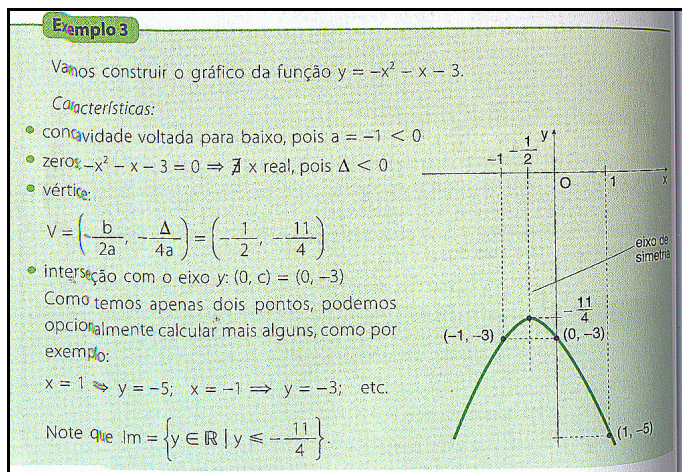 Exemplo 3
Vamos construir o gráfico da função y = –x² – x – 3.
Características:
• concavidade voltada para baixo, pois a = –1 < 0
• zeros: –x² – x – 3 = 0 ⇒ ∄ x real, pois Δ < 0
• vértice:
V = (–b/2a, –Δ/4a) = (–1/2, –11/4)
• interseção com o eixo y: (0, c) = (0, –3)
Como temos apenas dois pontos, podemos
opcionalmente calcular mais alguns, como por
exemplo:
x = 1 ⇒ y = –5; x = –1 ⇒ y = –3; etc.
Note que Im = {y ∈ ℝ | y ≤ –11/4}.
y
–1
–1/2
O
1
x
eixo de
simetria
–11/4
(–1, –3)
(0, –3)
(1, –5)